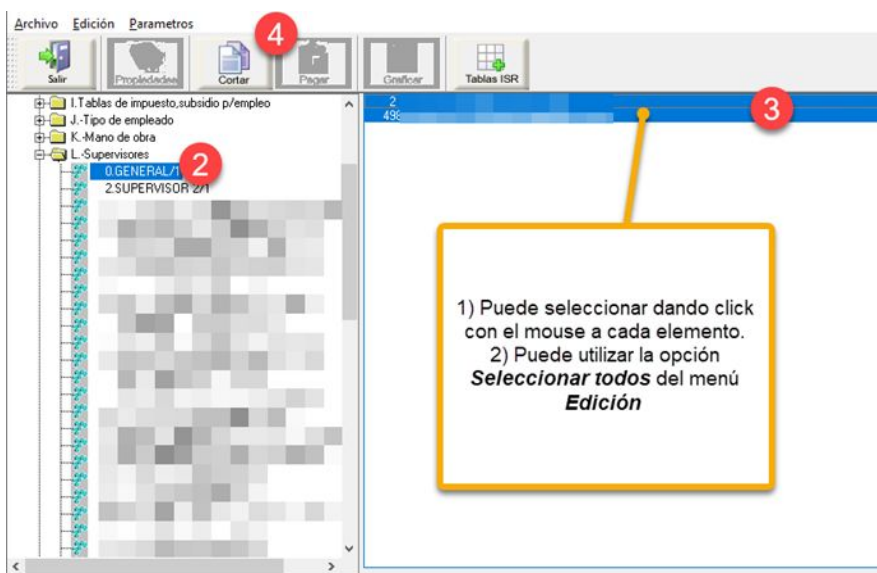 Archivo Edición Parametros
4
Salir Propiedades Cortar Pegar Graficar Tablas ISR
I.Tablas de impuesto,subsidio p/empleo
J.-Tipo de empleado
K.-Mano de obra
L.-Supervisores
0.GENERAL/1
2
2.SUPERVISOR 2/1
2
498
3
1) Puede seleccionar dando click
con el mouse a cada elemento.
2) Puede utilizar la opción
Seleccionar todos del menú
Edición